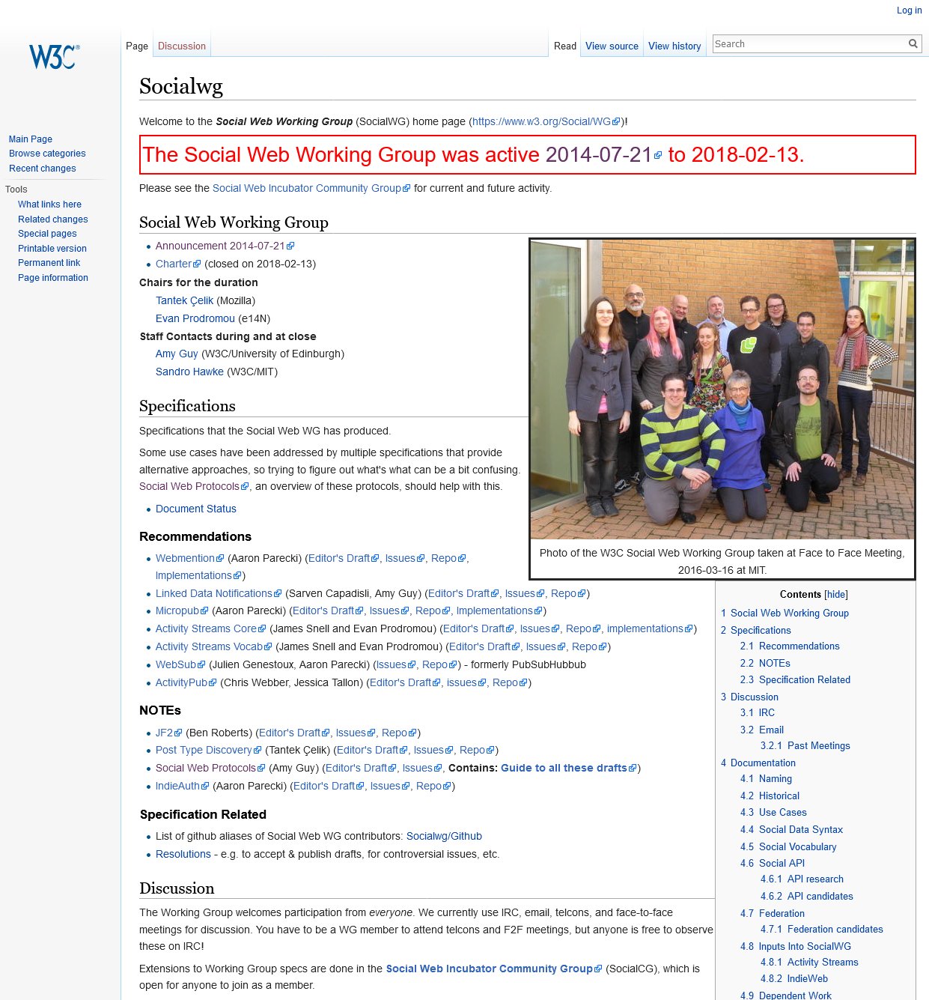 Log in
W3C®
Page
Discussion
Read
View source
View history
Search
Main Page
Browse categories
Recent changes
Tools
What links here
Related changes
Special pages
Printable version
Permanent link
Page information
Socialwg
Welcome to the Social Web Working Group (SocialWG) home page (https://www.w3.org/Social/WG)!
The Social Web Working Group was active 2014-07-21 to 2018-02-13.
Please see the Social Web Incubator Community Group for current and future activity.
Social Web Working Group
Announcement 2014-07-21
Charter (closed on 2018-02-13)
Chairs for the duration
Tantek Çelik (Mozilla)
Evan Prodromou (e14N)
Staff Contacts during and at close
Amy Guy (W3C/University of Edinburgh)
Sandro Hawke (W3C/MIT)
Photo of the W3C Social Web Working Group taken at Face to Face Meeting,
2016-03-16 at MIT.
Specifications
Specifications that the Social Web WG has produced.
Some use cases have been addressed by multiple specifications that provide
alternative approaches, so trying to figure out what's what can be a bit confusing.
Social Web Protocols, an overview of these protocols, should help with this.
Document Status
Recommendations
Webmention (Aaron Parecki) (Editor's Draft, Issues, Repo,
Implementations)
Linked Data Notifications (Sarven Capadisli, Amy Guy) (Editor's Draft, Issues, Repo)
Micropub (Aaron Parecki) (Editor's Draft, Issues, Repo, Implementations)
Activity Streams Core (James Snell and Evan Prodromou) (Editor's Draft, Issues, Repo, implementations)
Activity Streams Vocab (James Snell and Evan Prodromou) (Editor's Draft, Issues, Repo)
WebSub (Julien Genestoux, Aaron Parecki) (Issues, Repo) - formerly PubSubHubbub
ActivityPub (Chris Webber, Jessica Tallon) (Editor's Draft, issues, Repo)
NOTEs
JF2 (Ben Roberts) (Editor's Draft, Issues, Repo)
Post Type Discovery (Tantek Çelik) (Editor's Draft, Issues, Repo)
Social Web Protocols (Amy Guy) (Editor's Draft, Issues, Contains: Guide to all these drafts)
IndieAuth (Aaron Parecki) (Editor's Draft, Issues, Repo)
Specification Related
List of github aliases of Social Web WG contributors: Socialwg/Github
Resolutions - e.g. to accept & publish drafts, for controversial issues, etc.
Discussion
The Working Group welcomes participation from everyone. We currently use IRC, email, telcons, and face-to-face
meetings for discussion. You have to be a WG member to attend telcons and F2F meetings, but anyone is free to observe
these on IRC!
Extensions to Working Group specs are done in the Social Web Incubator Community Group (SocialCG), which is
open for anyone to join as a member.
Contents [hide]
1 Social Web Working Group
2 Specifications
2.1 Recommendations
2.2 NOTEs
2.3 Specification Related
3 Discussion
3.1 IRC
3.2 Email
3.2.1 Past Meetings
4 Documentation
4.1 Naming
4.2 Historical
4.3 Use Cases
4.4 Social Data Syntax
4.5 Social Vocabulary
4.6 Social API
4.6.1 API research
4.6.2 API candidates
4.7 Federation
4.7.1 Federation candidates
4.8 Inputs Into SocialWG
4.8.1 Activity Streams
4.8.2 IndieWeb
4.9 Dependent Work